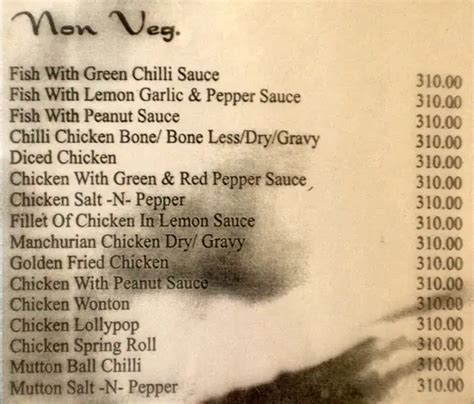 Non Veg.
Fish With Green Chilli Sauce 310.00
Fish With Lemon Garlic & Pepper Sauce 310.00
Fish With Peanut Sauce 310.00
Chilli Chicken Bone/ Bone Less/Dry/Gravy 310.00
Diced Chicken 310.00
Chicken With Green & Red Pepper Sauce 310.00
Chicken Salt -N- Pepper 310.00
Fillet Of Chicken In Lemon Sauce 310.00
Manchurian Chicken Dry/ Gravy 310.00
Golden Fried Chicken 310.00
Chicken With Peanut Sauce 310.00
Chicken Wonton 310.00
Chicken Lollypop 310.00
Chicken Spring Roll 310.00
Mutton Ball Chilli 310.00
Mutton Salt -N- Pepper 310.00